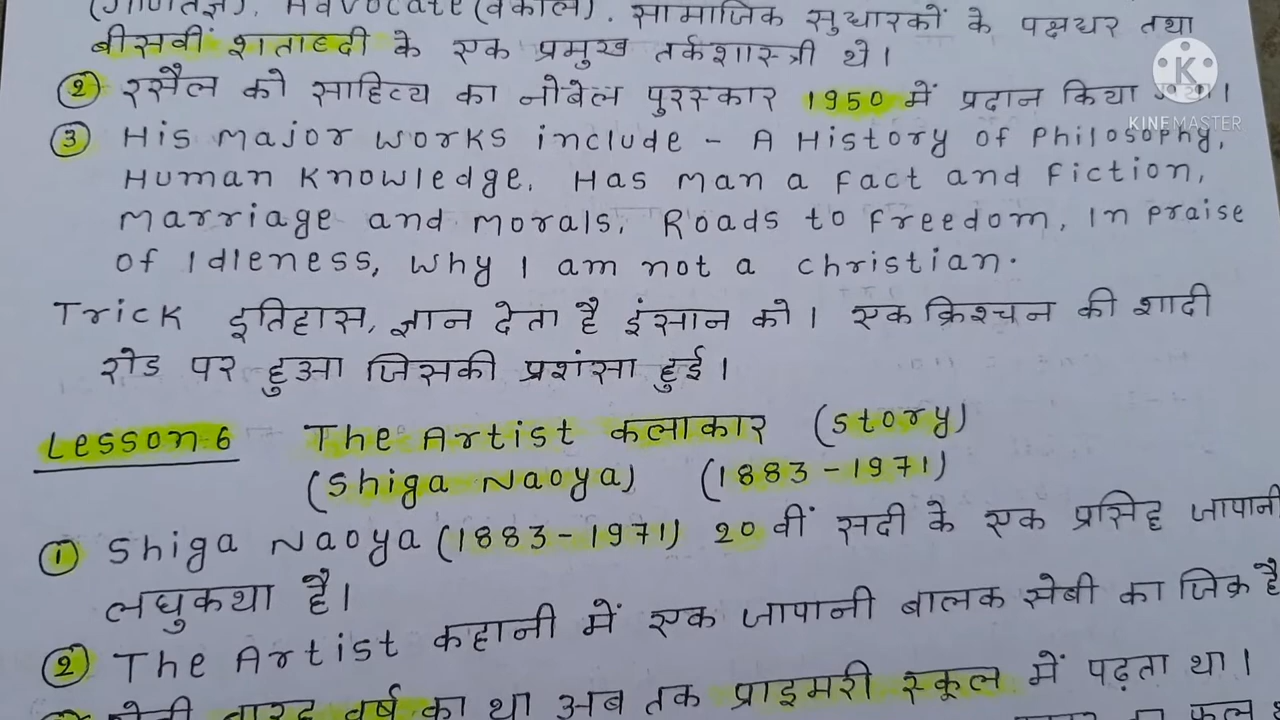 (गणितज्ञ), Advocate (वकील), सामाजिक सुधारकों के पक्षधर तथा
बीसवीं शताब्दी के एक प्रमुख तर्कशास्त्री थे।
② रसैल को साहित्य का नोबेल पुरस्कार 1950 में प्रदान किया
K
KINEMASTER
③ His Major works include - A History of Philosophy,
Human Knowledge, Has Man a Fact and Fiction,
Marriage and Morals, Roads to Freedom, In Praise
of Idleness, Why I am not a Christian.
Trick इतिहास, ज्ञान देता है इंसान को। एक क्रिश्चन की शादी
रोड पर हुआ जिसकी प्रशंसा हुई।
Lesson 6 The Artist कलाकार (Story)
(Shiga Naoya) (1883-1971)
① Shiga Naoya (1883-1971) 20 वीं सदी के एक प्रसिद्द जापानी
लघुकथा है।
② The Artist कहानी में एक जापानी बालक सेबी का जिक्र है
बारह वर्ष का था अब तक प्राइमरी स्कूल में पढ़ता था।